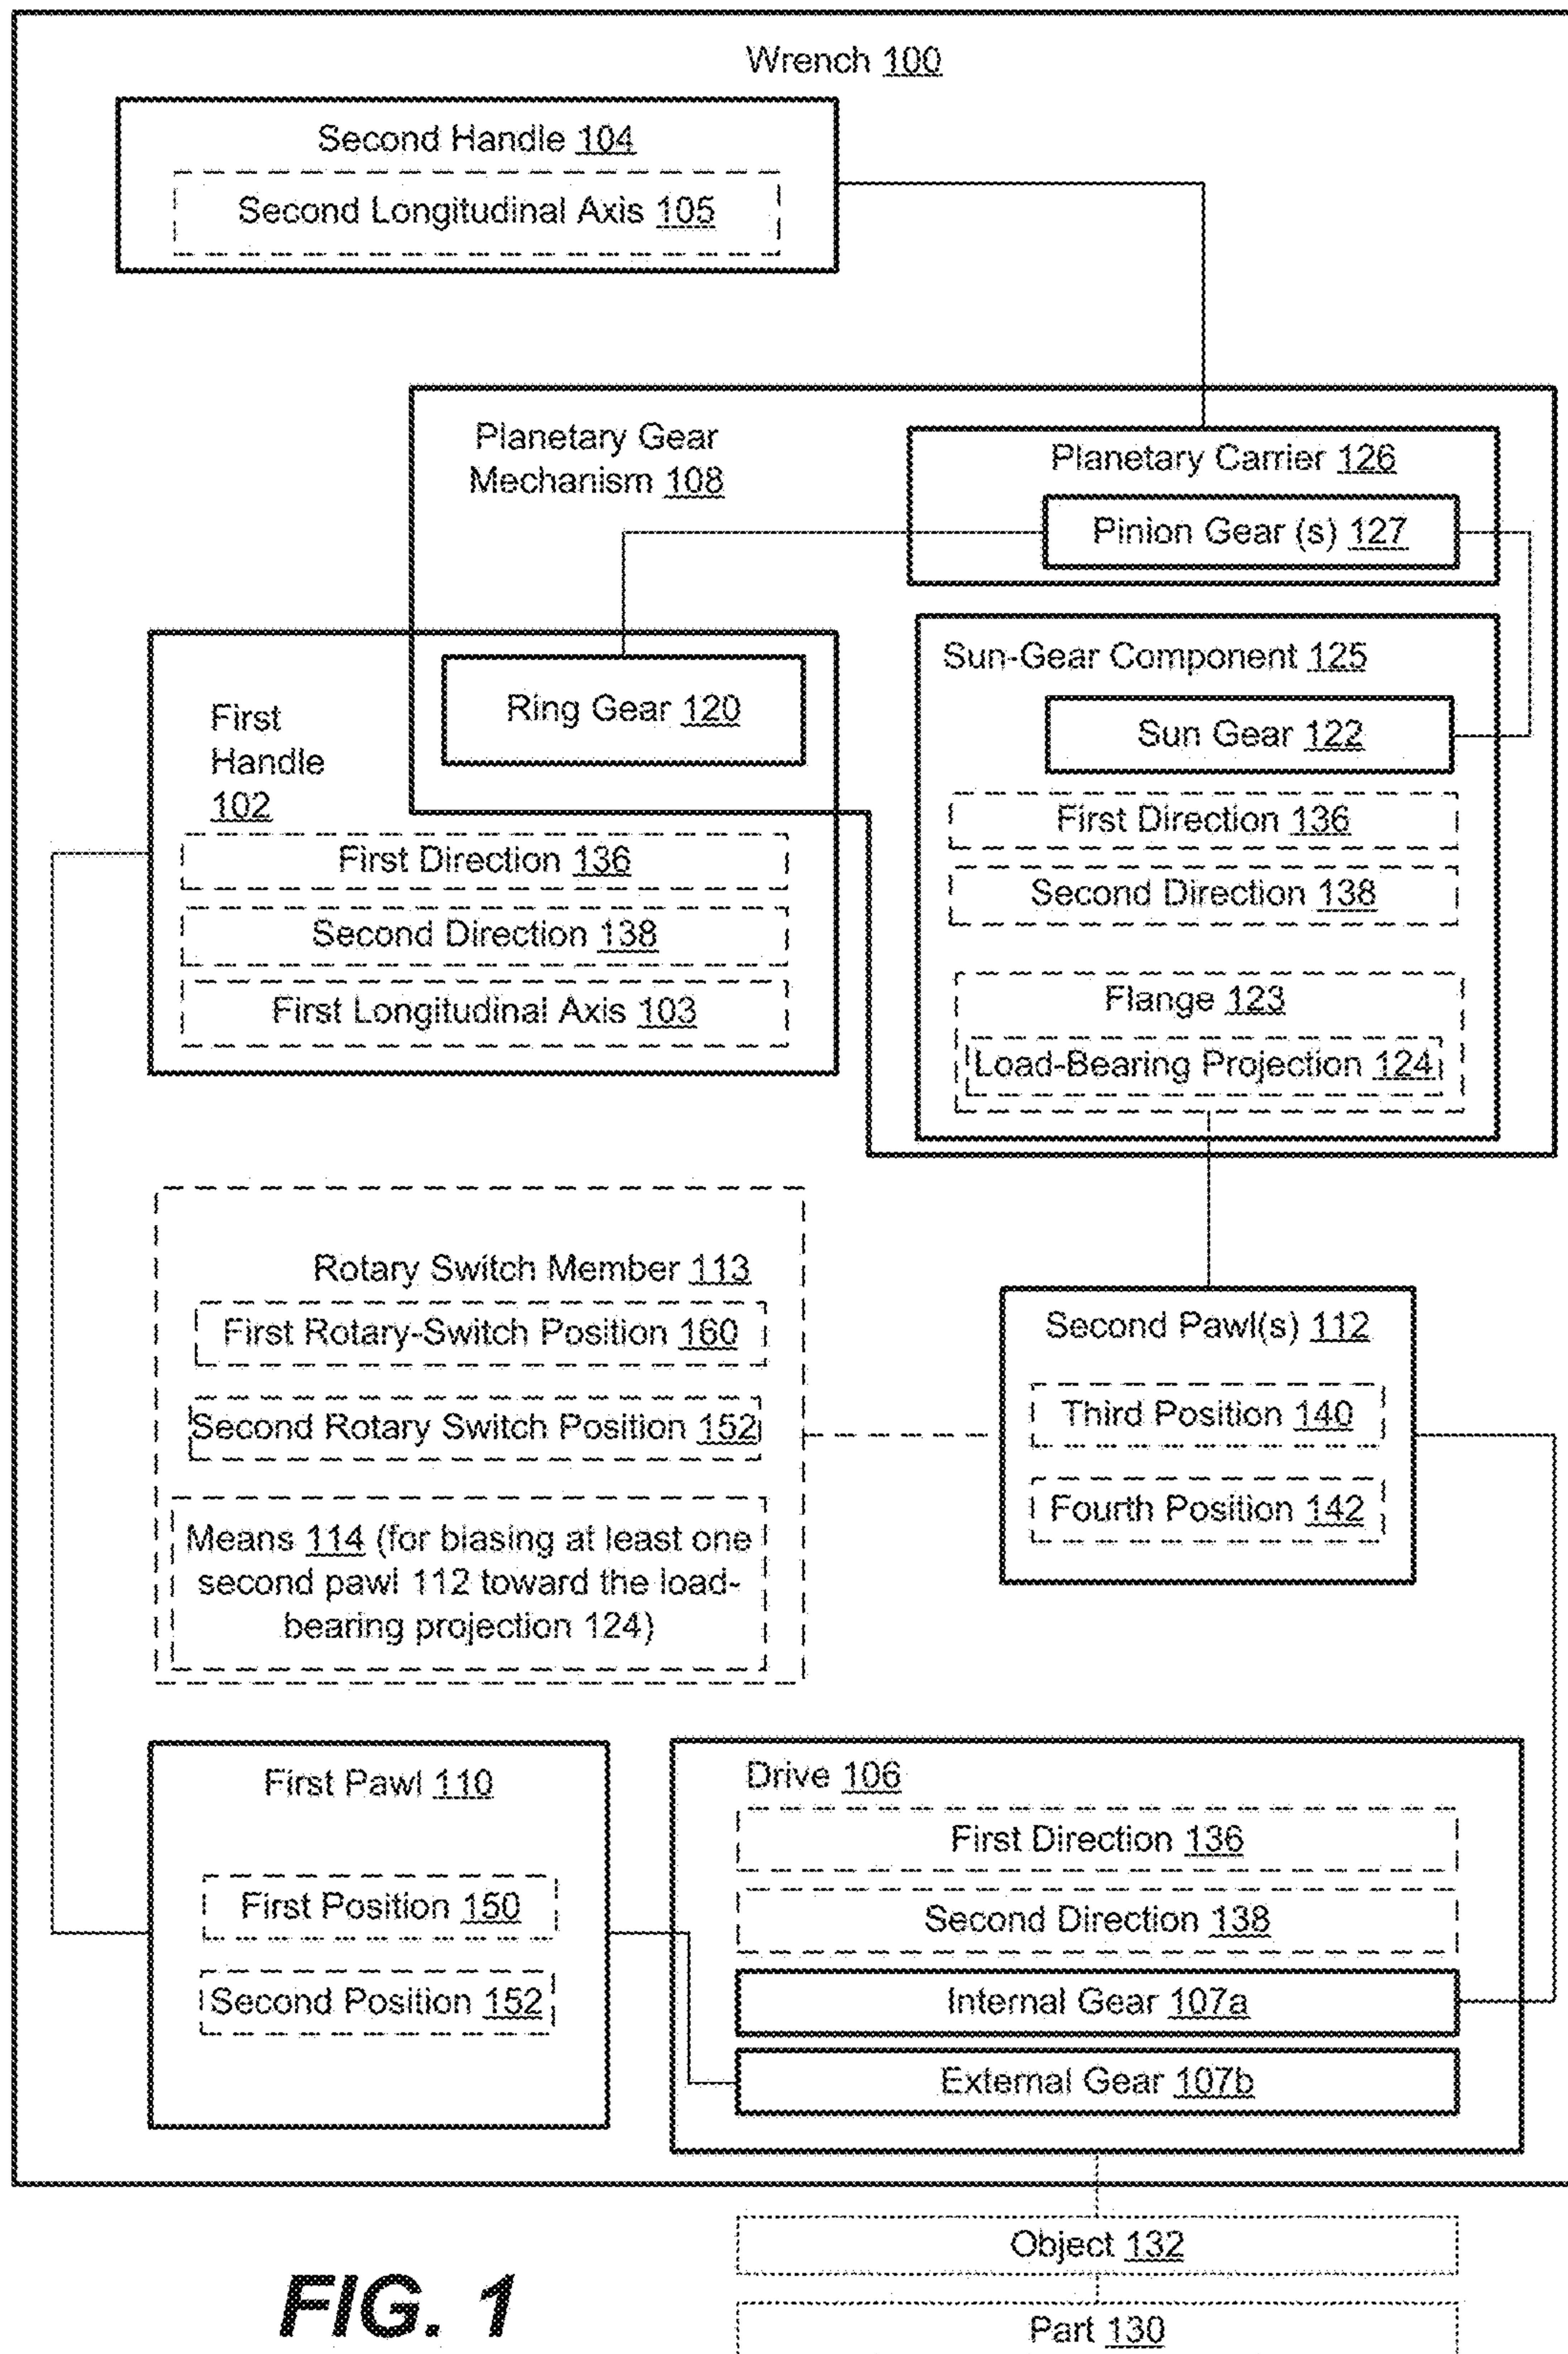 Wrench 100
Second Handle 104
Second Longitudinal Axis 105
Planetary Gear
Mechanism 108
Planetary Carrier 126
Pinion Gear (s) 127
Sun-Gear Component 125
Ring Gear 120
Sun Gear 122
First
Handle
102
First Direction 136
Second Direction 138
First Direction 136
Second Direction 138
First Longitudinal Axis 103
Flange 123
Load-Bearing Projection 124
Rotary Switch Member 113
First Rotary-Switch Position 160
Second Rotary Switch Position 152
Means 114 (for biasing at least one
second pawl 112 toward the load-
bearing projection 124)
Second Pawl(s) 112
Third Position 140
Fourth Position 142
First Pawl 110
First Position 150
Second Position 152
Drive 106
First Direction 136
Second Direction 138
Internal Gear 107a
External Gear 107b
Object 132
Part 130
FIG. 1